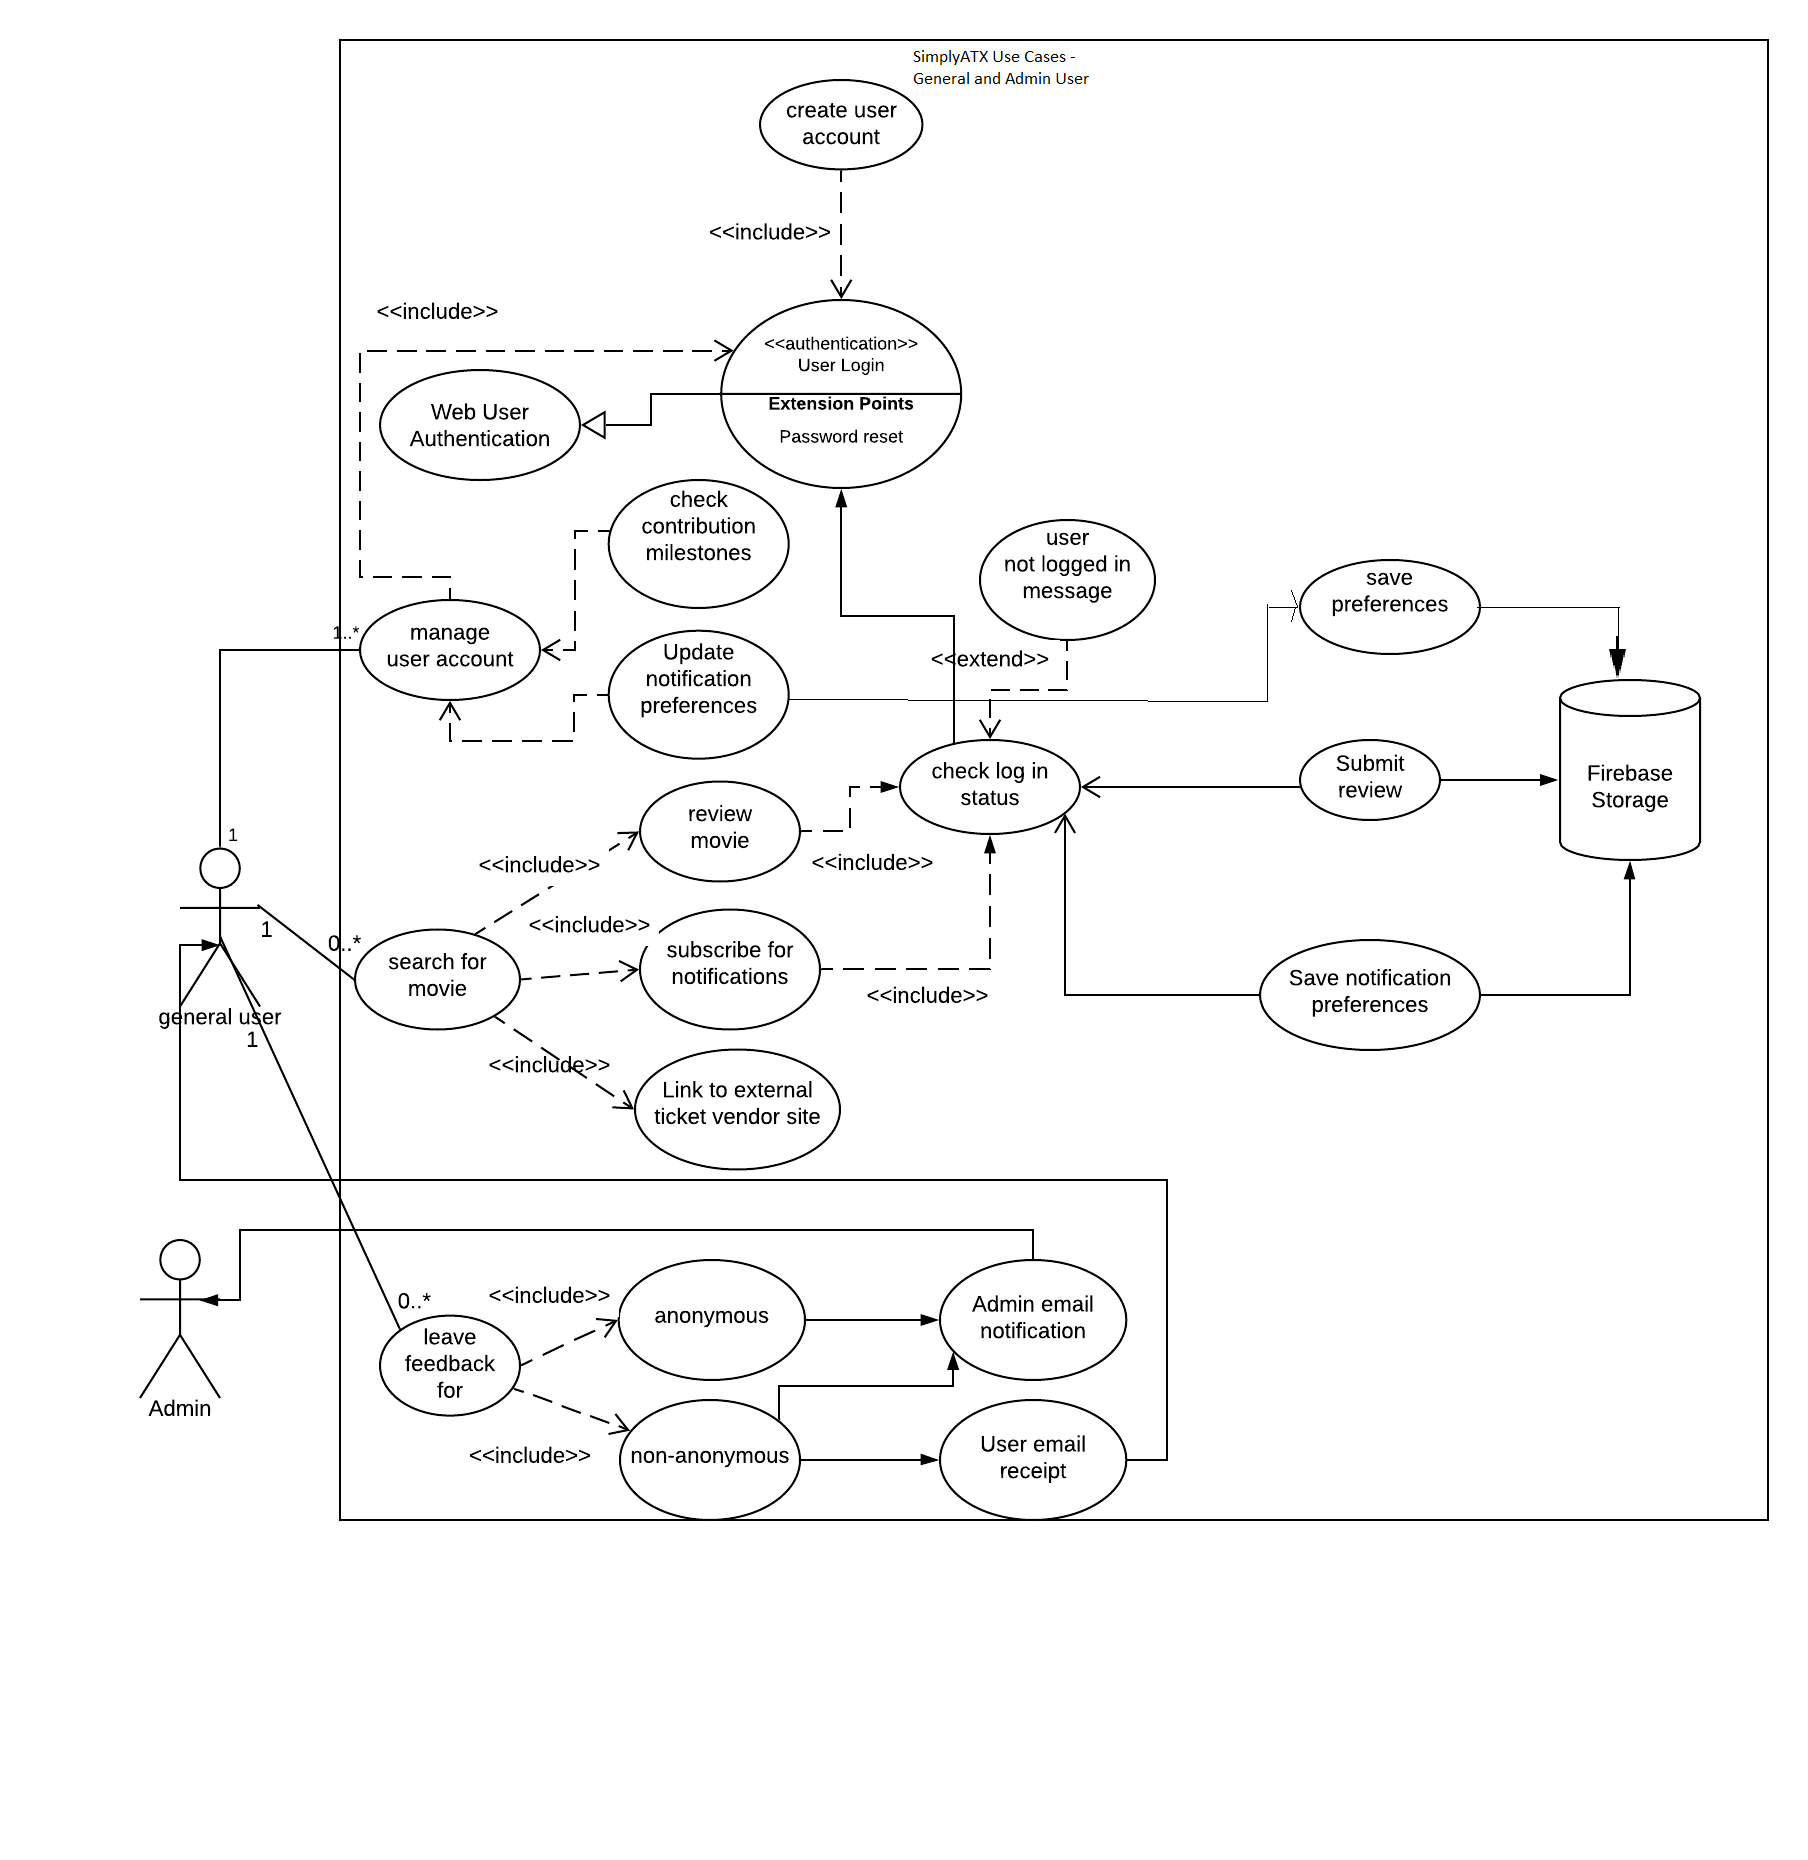 SimplyATX Use Cases -
General and Admin User
create user
account
<<include>>
<<include>>
<<authentication>>
User Login
Extension Points
Password reset
Web User
Authentication
check
contribution
milestones
user
not logged in
message
save
preferences
1..*
manage
user account
Update
notification
preferences
<<extend>>
check log in
status
Submit
review
Firebase
Storage
review
movie
1
<<include>>
<<include>>
<<include>>
1
0..*
search for
movie
subscribe for
notifications
<<include>>
Save notification
preferences
general user
1
<<include>>
Link to external
ticket vendor site
0..*
<<include>>
anonymous
Admin email
notification
leave
feedback
for
Admin
<<include>>
non-anonymous
User email
receipt